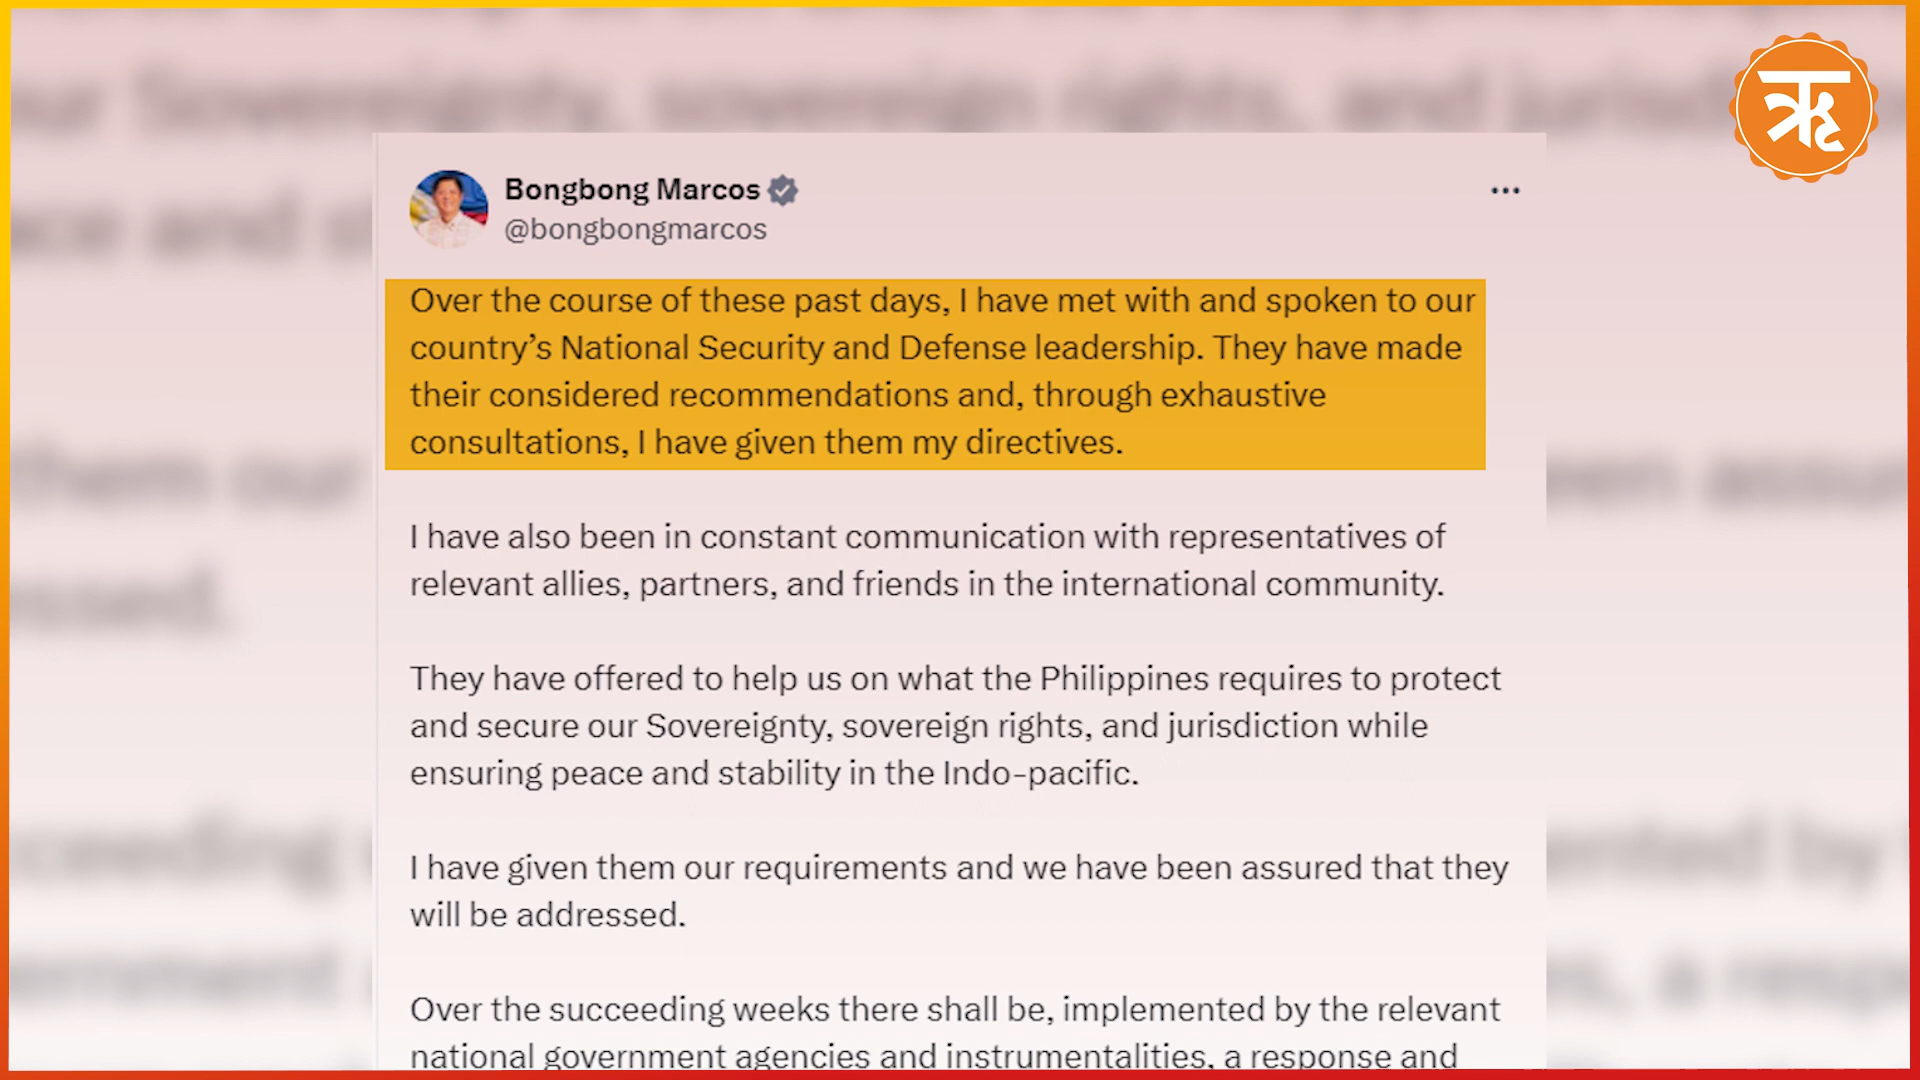 ऋ
Bongbong Marcos
@bongbongmarcos
Over the course of these past days, I have met with and spoken to our
country’s National Security and Defense leadership. They have made
their considered recommendations and, through exhaustive
consultations, I have given them my directives.
I have also been in constant communication with representatives of
relevant allies, partners, and friends in the international community.
They have offered to help us on what the Philippines requires to protect
and secure our Sovereignty, sovereign rights, and jurisdiction while
ensuring peace and stability in the Indo-pacific.
I have given them our requirements and we have been assured that they
will be addressed.
Over the succeeding weeks there shall be, implemented by the relevant
national government agencies and instrumentalities, a response and